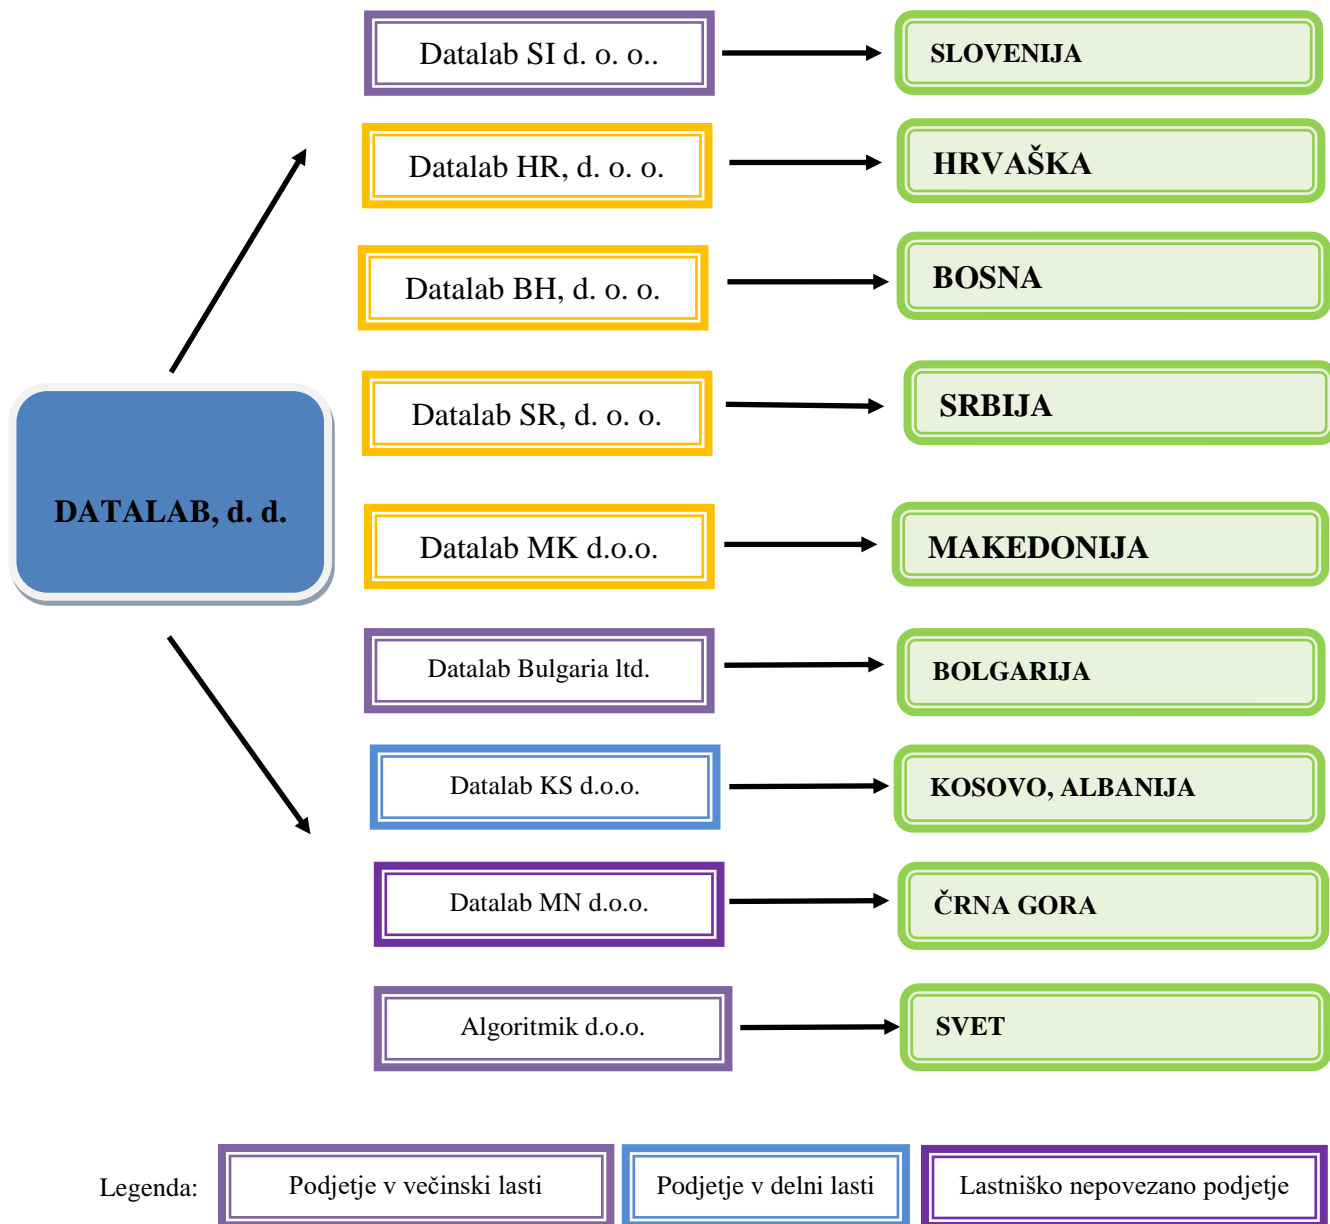 Datalab SI d. o. o..
SLOVENIJA
Datalab HR, d. o. o.
HRVAŠKA
Datalab BH, d. o. o.
BOSNA
Datalab SR, d. o. o.
SRBIJA
DATALAB, d. d.
Datalab MK d.o.o.
MAKEDONIJA
Datalab Bulgaria ltd.
BOLGARIJA
Datalab KS d.o.o.
KOSOVO, ALBANIJA
Datalab MN d.o.o.
ČRNA GORA
Algoritmik d.o.o.
SVET
Legenda:
Podjetje v večinski lasti
Podjetje v delni lasti
Lastniško nepovezano podjetje